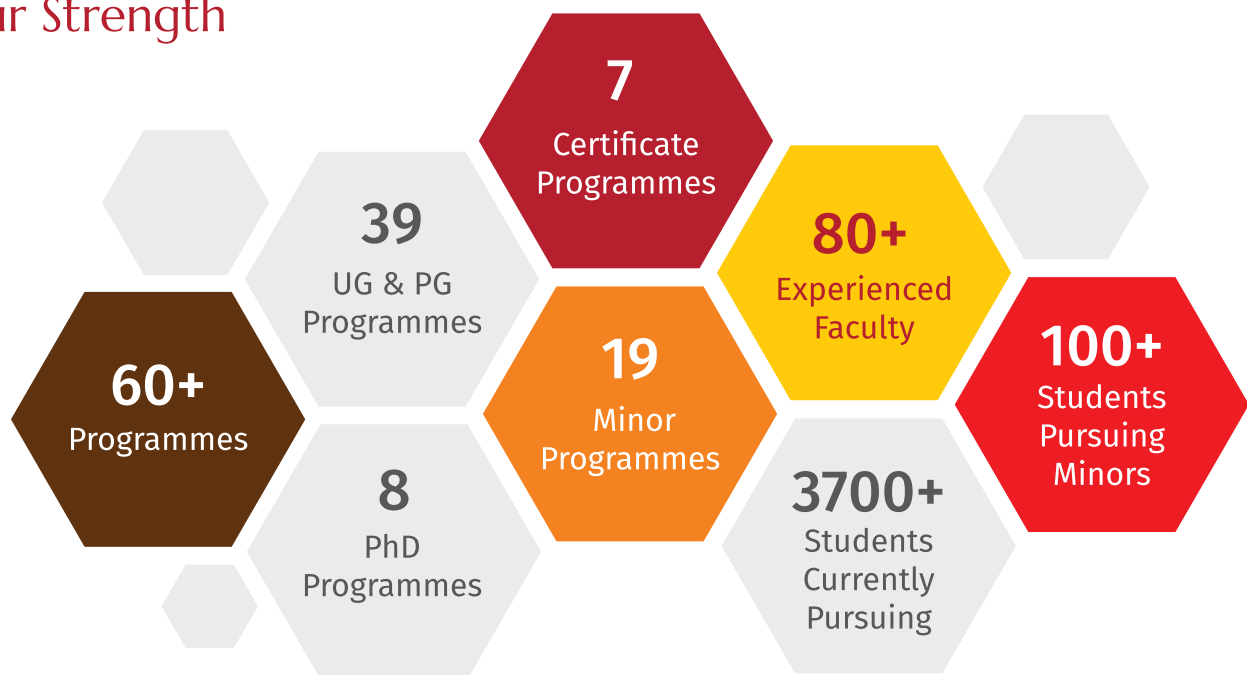 ur Strength
7
Certificate
Programmes
39
UG & PG
Programmes
80+
Experienced
Faculty
60+
Programmes
19
Minor
Programmes
100+
Students
Pursuing
Minors
8
PhD
Programmes
3700+
Students
Currently
Pursuing